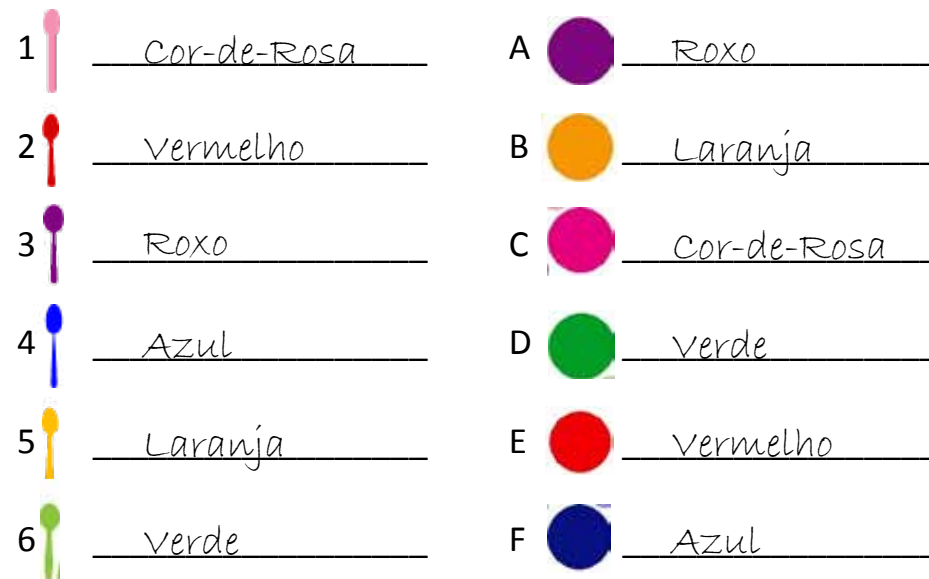 1 Cor-de-Rosa
2 Vermelho
3 Roxo
4 Azul
5 Laranja
6 Verde
A Roxo
B Laranja
C Cor-de-Rosa
D Verde
E Vermelho
F Azul